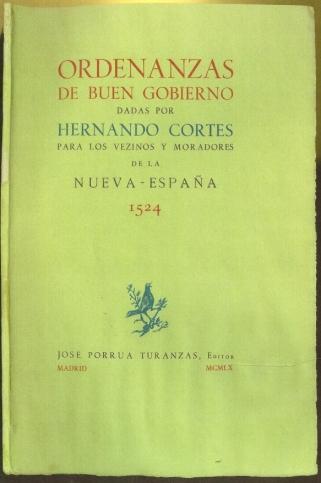 ORDENANZAS
DE BUEN GOBIERNO
DADAS POR
HERNANDO CORTES
PARA LOS VEZINOS Y MORADORES
DE LA
NUEVA-ESPAÑA
1524
JOSE PORRUA TURANZAS, Editor
MADRID MCMLX